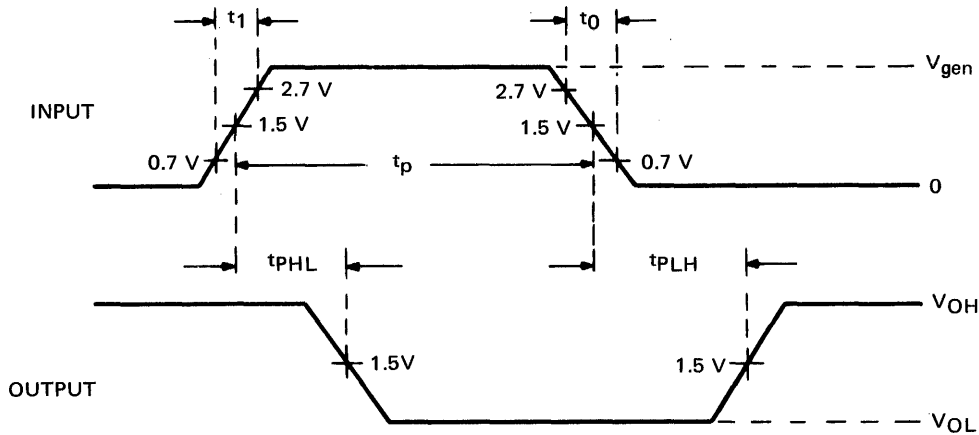 t1
t0
Vgen
2.7 V
2.7 V
INPUT
1.5 V
1.5 V
0.7 V
tp
0.7 V
0
tPHL
tPLH
VOH
1.5V
1.5 V
OUTPUT
VOL